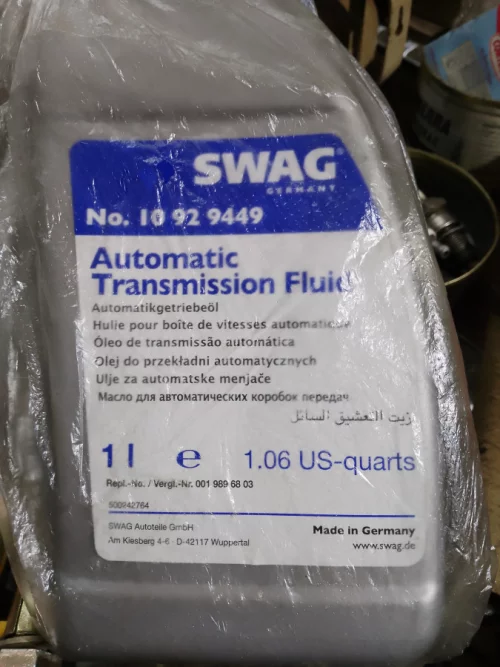 SWAG
GERMANY
No. 10 92 9449
Automatic
Transmission Fluid
Automatikgetriebeöl
Huile pour boîte de vitesses automatique
Óleo de transmissão automática
Olej do przekładni automatycznych
Ulje za automatske menjače
Масло для автоматических коробок передач
زيت التعشيق السائل
1 l e 1.06 US-quarts
Repl.-No. / Vergl.-Nr. 001 989 68 03
500942764
SWAG Autoteile GmbH
Am Kiesberg 4-6 · D-42117 Wuppertal
Made in Germany
www.swag.de